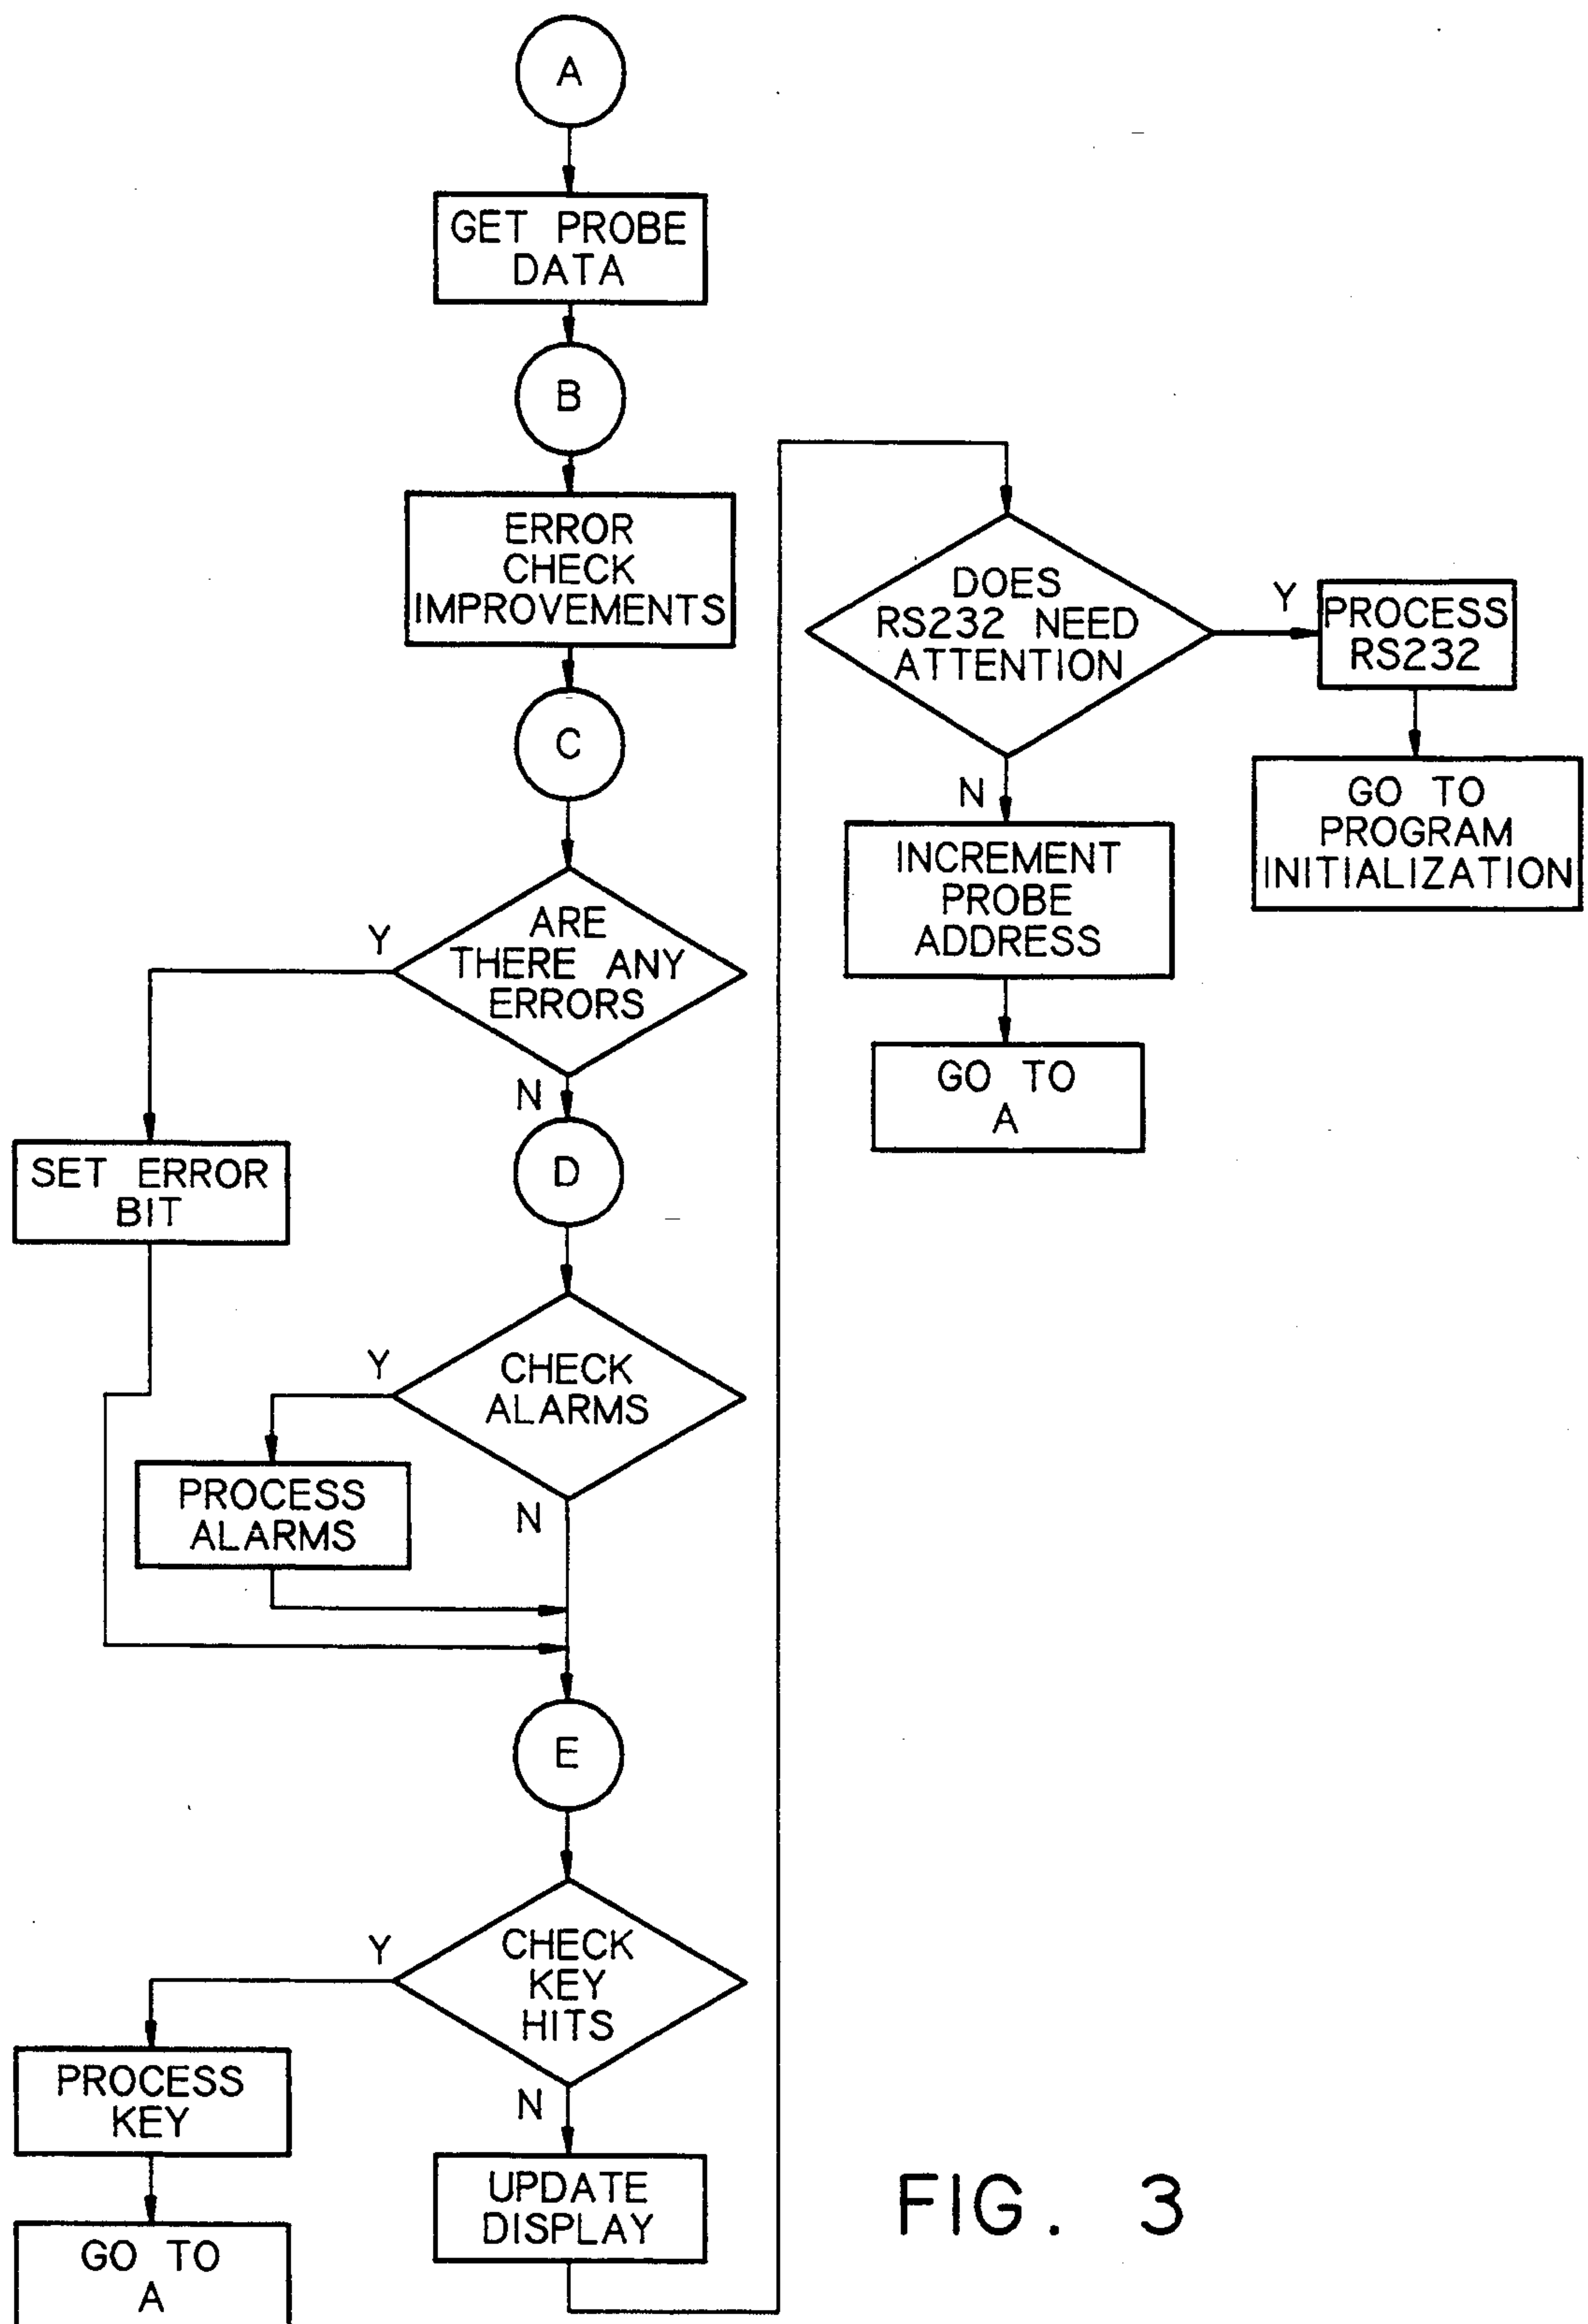 A
GET PROBE
DATA
B
ERROR
CHECK
IMPROVEMENTS
C
ARE
THERE ANY
ERRORS
Y
N
SET ERROR
BIT
D
CHECK
ALARMS
Y
N
PROCESS
ALARMS
E
CHECK
KEY
HITS
Y
N
PROCESS
KEY
GO TO
A
UPDATE
DISPLAY
DOES
RS232 NEED
ATTENTION
Y
N
PROCESS
RS232
GO TO
PROGRAM
INITIALIZATION
INCREMENT
PROBE
ADDRESS
GO TO
A
FIG. 3